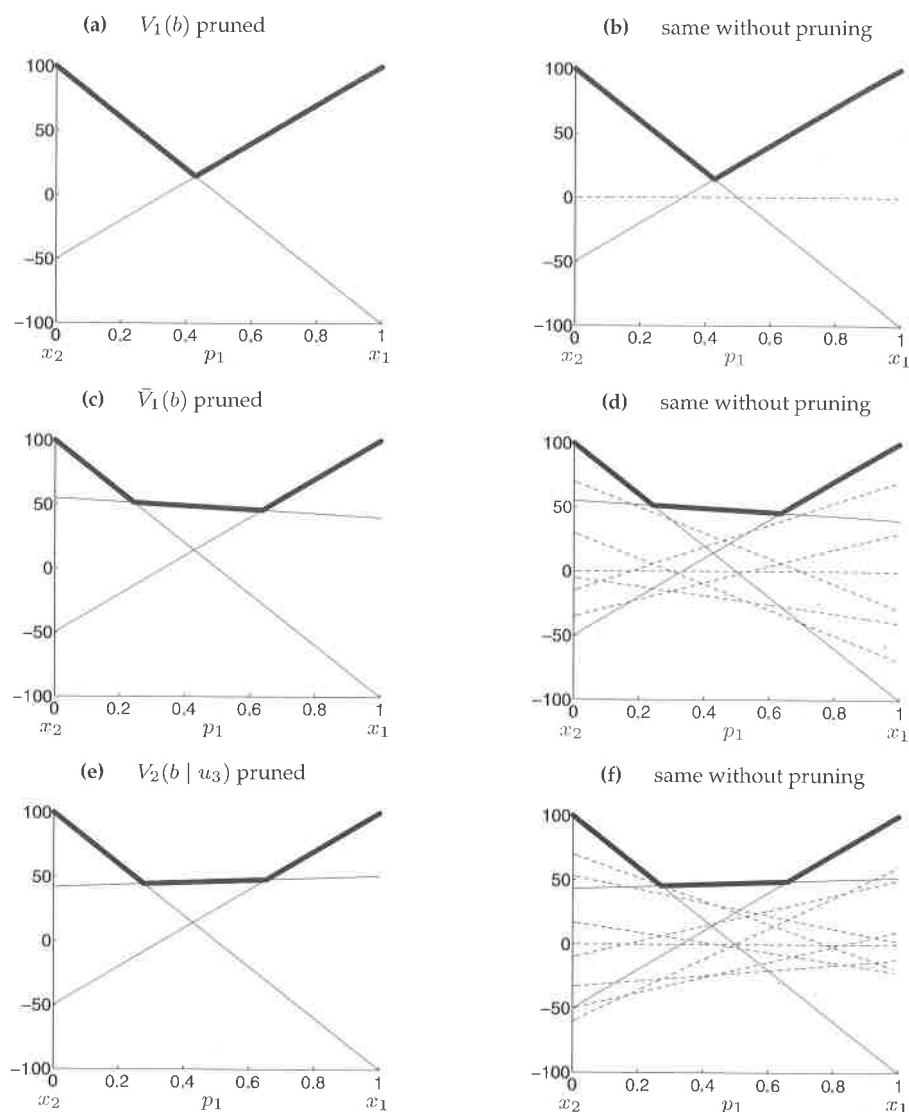 (a) V₁(b) pruned
(b) same without pruning
100
50
0
−50
−100
0 0.2 0.4 0.6 0.8 1
x₂ p₁ x₁
100
50
0
−50
−100
0 0.2 0.4 0.6 0.8 1
x₂ p₁ x₁
(c) V̄₁(b) pruned
(d) same without pruning
100
50
0
−50
−100
0 0.2 0.4 0.6 0.8 1
x₂ p₁ x₁
100
50
0
−50
−100
0 0.2 0.4 0.6 0.8 1
x₂ p₁ x₁
(e) V₂(b | u₃) pruned
(f) same without pruning
100
50
0
−50
−100
0 0.2 0.4 0.6 0.8 1
x₂ p₁ x₁
100
50
0
−50
−100
0 0.2 0.4 0.6 0.8 1
x₂ p₁ x₁